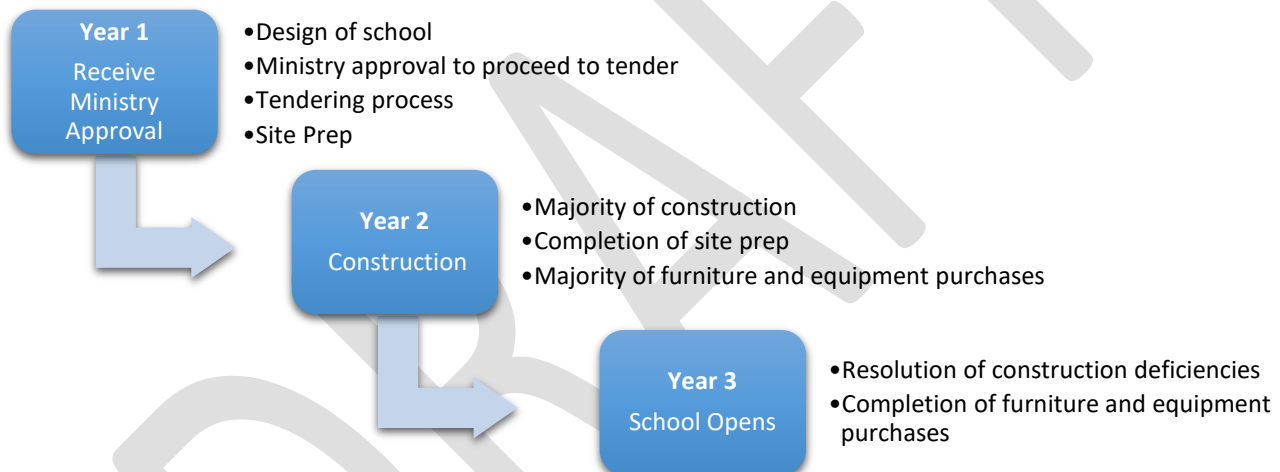 Year 1
Receive
Ministry
Approval
•Design of school
•Ministry approval to proceed to tender
•Tendering process
•Site Prep
Year 2
Construction
•Majority of construction
•Completion of site prep
•Majority of furniture and equipment purchases
Year 3
School Opens
•Resolution of construction deficiencies
•Completion of furniture and equipment
purchases
DRAFT